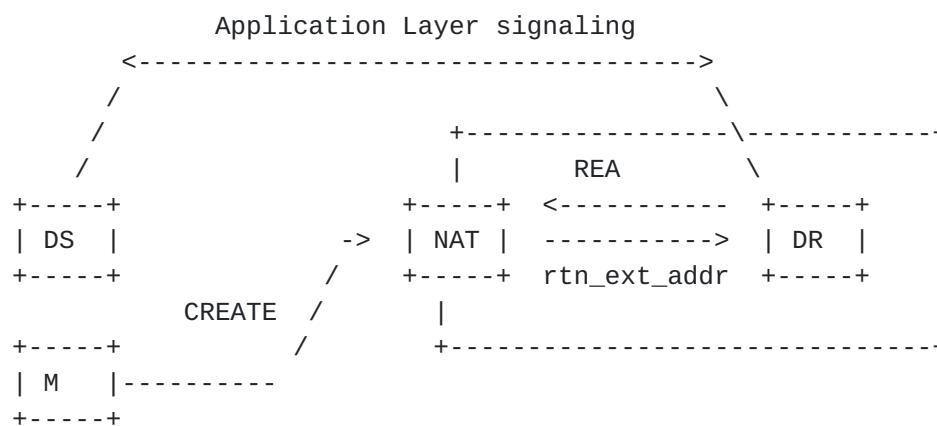 Application Layer signaling
<------------------------------------>
/ \
/ +-----------------\------------+
/ | REA \
+-----+ +-----+ <------------ +-----+
| DS | -> | NAT | ------------> | DR |
+-----+ / +-----+ rtn_ext_addr +-----+
CREATE / |
+-----+ / +-------------------------------+
| M |----------
+-----+